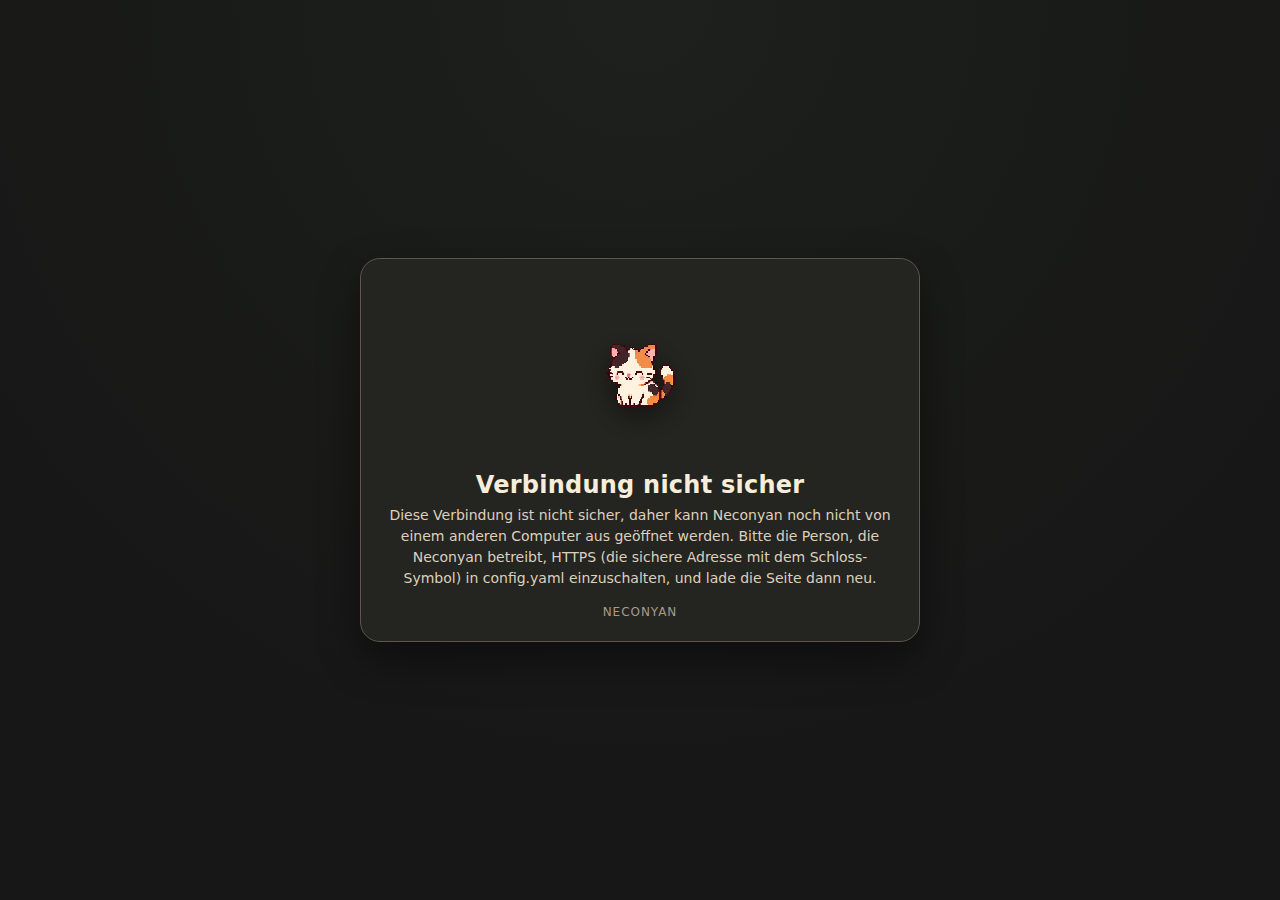 Verbindung nicht sicher
Diese Verbindung ist nicht sicher, daher kann Neconyan noch nicht von
einem anderen Computer aus geöffnet werden. Bitte die Person, die
Neconyan betreibt, HTTPS (die sichere Adresse mit dem Schloss-
Symbol) in config.yaml einzuschalten, und lade die Seite dann neu.
NECONYAN